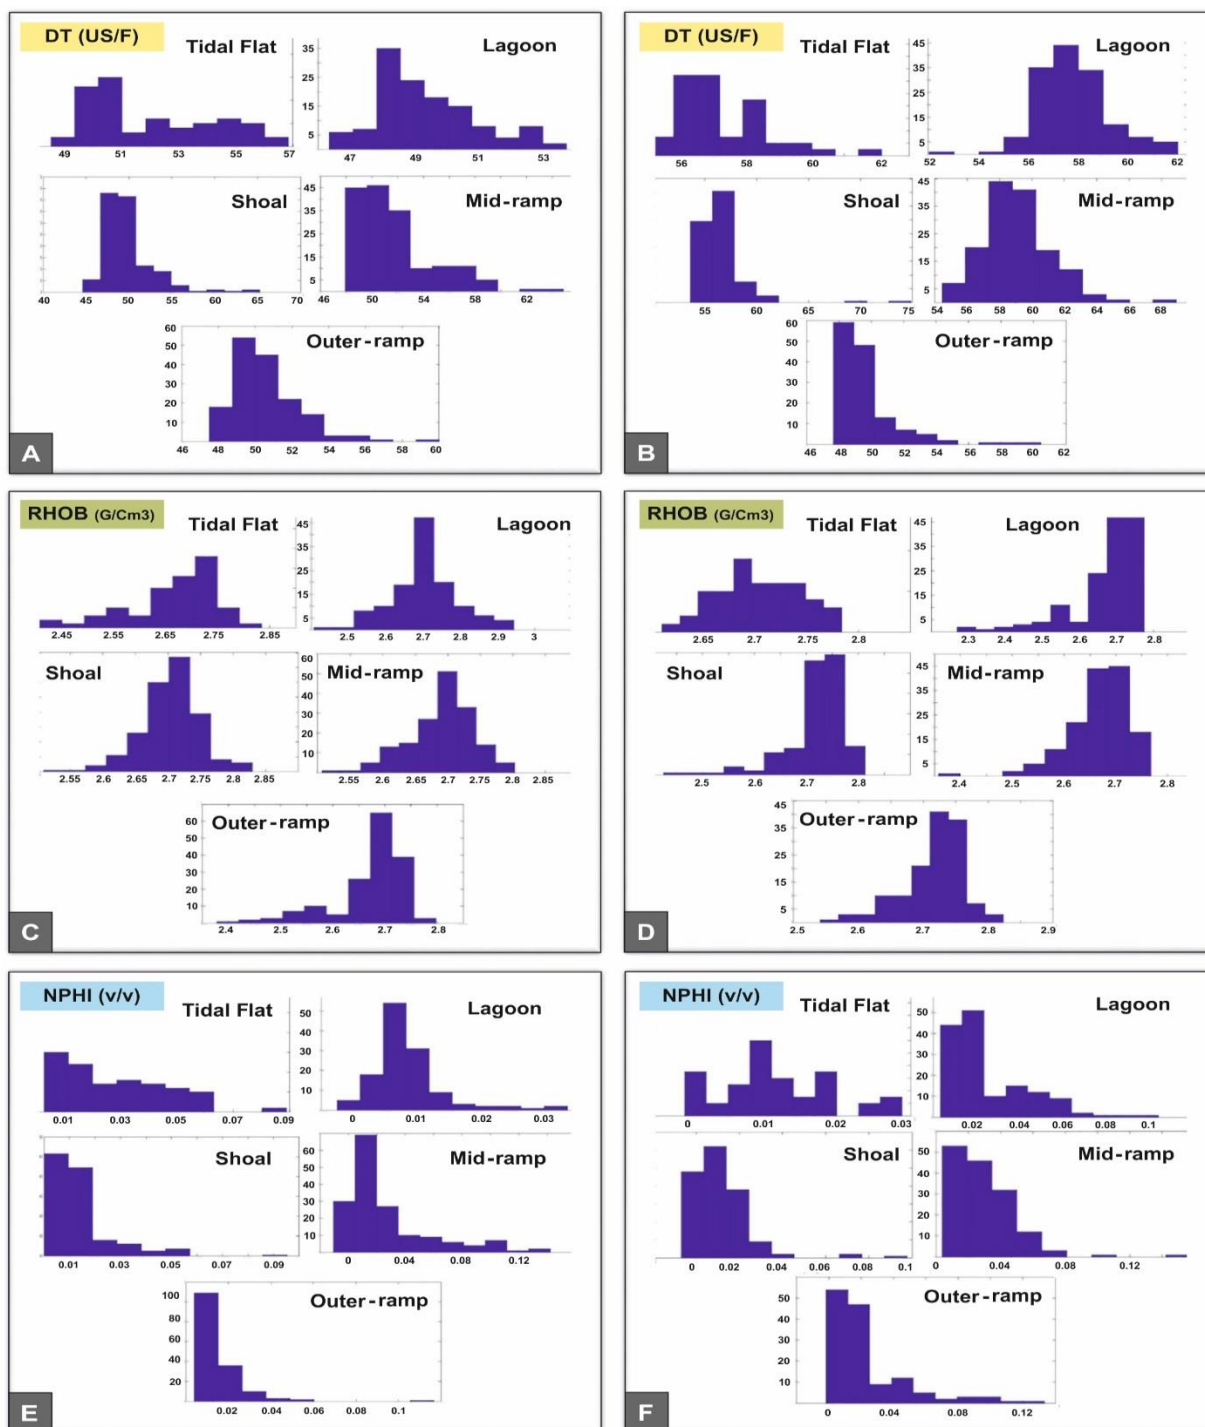 DT (US/F)
Tidal Flat
49 51 53 55 57
Lagoon
35
25
15
5
47 49 51 53
Shoal
40 45 50 55 60 65 70
Mid-ramp
45
35
25
15
5
46 50 54 58 62
Outer-ramp
60
50
40
30
20
10
46 48 50 52 54 56 58 60
A
DT (US/F)
Tidal Flat
56 58 60 62
Lagoon
45
35
25
15
5
52 54 56 58 60 62
Shoal
55 60 65 70 75
Mid-ramp
45
35
25
15
5
54 56 58 60 62 64 66 68
Outer-ramp
60
50
40
30
20
10
46 48 50 52 54 56 58 60 62
B
RHOB (G/Cm3)
Tidal Flat
2.45 2.55 2.65 2.75 2.85
Lagoon
45
35
25
15
5
2.5 2.6 2.7 2.8 2.9 3
Shoal
2.55 2.6 2.65 2.7 2.75 2.8 2.85
Mid-ramp
60
50
40
30
20
10
2.55 2.6 2.65 2.7 2.75 2.8 2.85
Outer-ramp
60
50
40
30
20
10
2.4 2.5 2.6 2.7 2.8
C
RHOB (G/Cm3)
Tidal Flat
2.65 2.7 2.75 2.8
Lagoon
45
35
25
15
5
2.3 2.4 2.5 2.6 2.7 2.8
Shoal
2.5 2.6 2.7 2.8
Mid-ramp
45
35
25
15
5
2.4 2.5 2.6 2.7 2.8
Outer-ramp
45
35
25
15
5
2.5 2.6 2.7 2.8 2.9
D
NPHI (v/v)
Tidal Flat
0.01 0.03 0.05 0.07 0.09
Lagoon
50
40
30
20
10
0 0.01 0.02 0.03
Shoal
0.01 0.03 0.05 0.07 0.09
Mid-ramp
60
50
40
30
20
10
0 0.04 0.08 0.12
Outer-ramp
100
80
60
40
20
0.02 0.04 0.06 0.08 0.1
E
NPHI (v/v)
Tidal Flat
0 0.01 0.02 0.03
Lagoon
50
40
30
20
10
0.02 0.04 0.06 0.08 0.1
Shoal
0 0.02 0.04 0.06 0.08 0.1
Mid-ramp
50
40
30
20
10
0 0.04 0.08 0.12
Outer-ramp
50
40
30
20
10
0 0.04 0.08 0.12
F